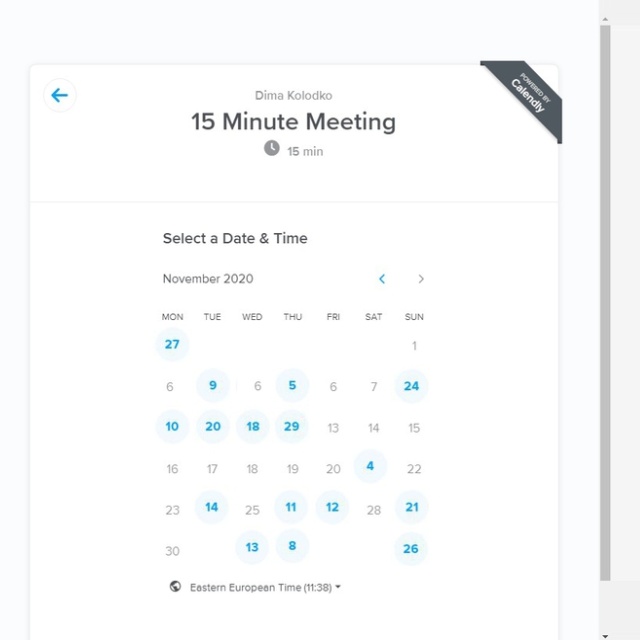 POWERED BY
Calendly
Dima Kolodko
15 Minute Meeting
15 min
Select a Date & Time
November 2020
MON TUE WED THU FRI SAT SUN
27 1
6 9 6 5 6 7 24
10 20 18 29 13 14 15
16 17 18 19 20 4 22
23 14 25 11 12 28 21
30 13 8 26
Eastern European Time (11:38)